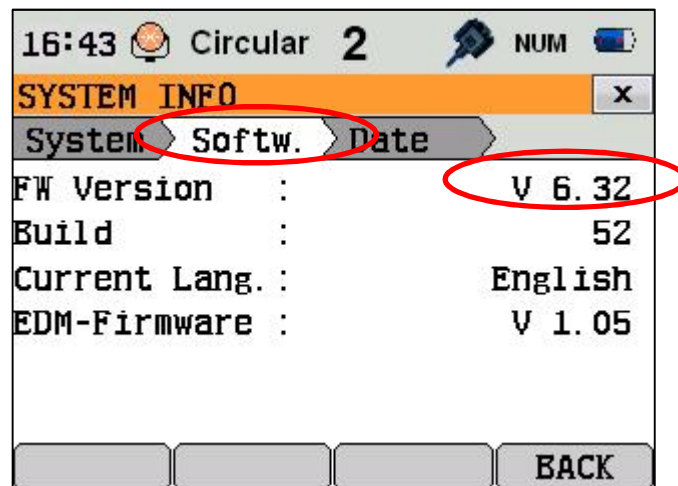 16:43 Circular 2 NUM
SYSTEM INFO x
System Softw. Date
FW Version : V 6.32
Build : 52
Current Lang. : English
EDM-Firmware : V 1.05
BACK